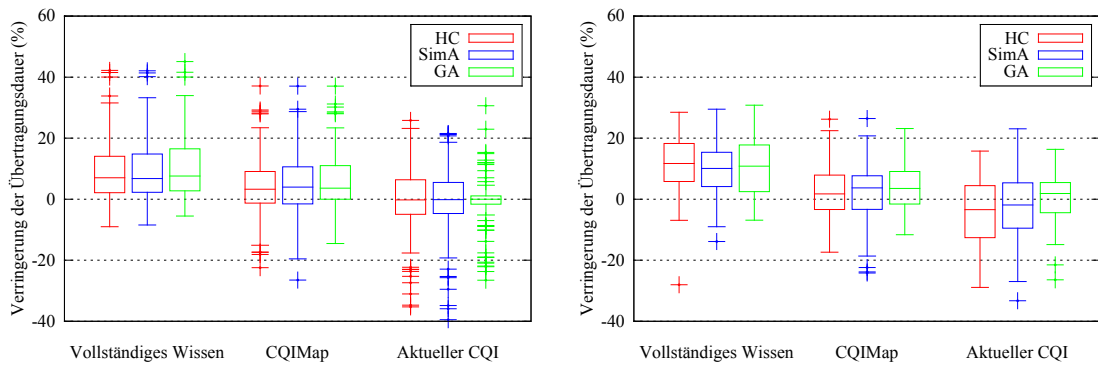 Verringerung der Übertragungsdauer (%)
60
40
20
0
-20
-40
HC
SimA
GA
Vollständiges Wissen
CQIMap
Aktueller CQI
Verringerung der Übertragungsdauer (%)
60
40
20
0
-20
-40
HC
SimA
GA
Vollständiges Wissen
CQIMap
Aktueller CQI